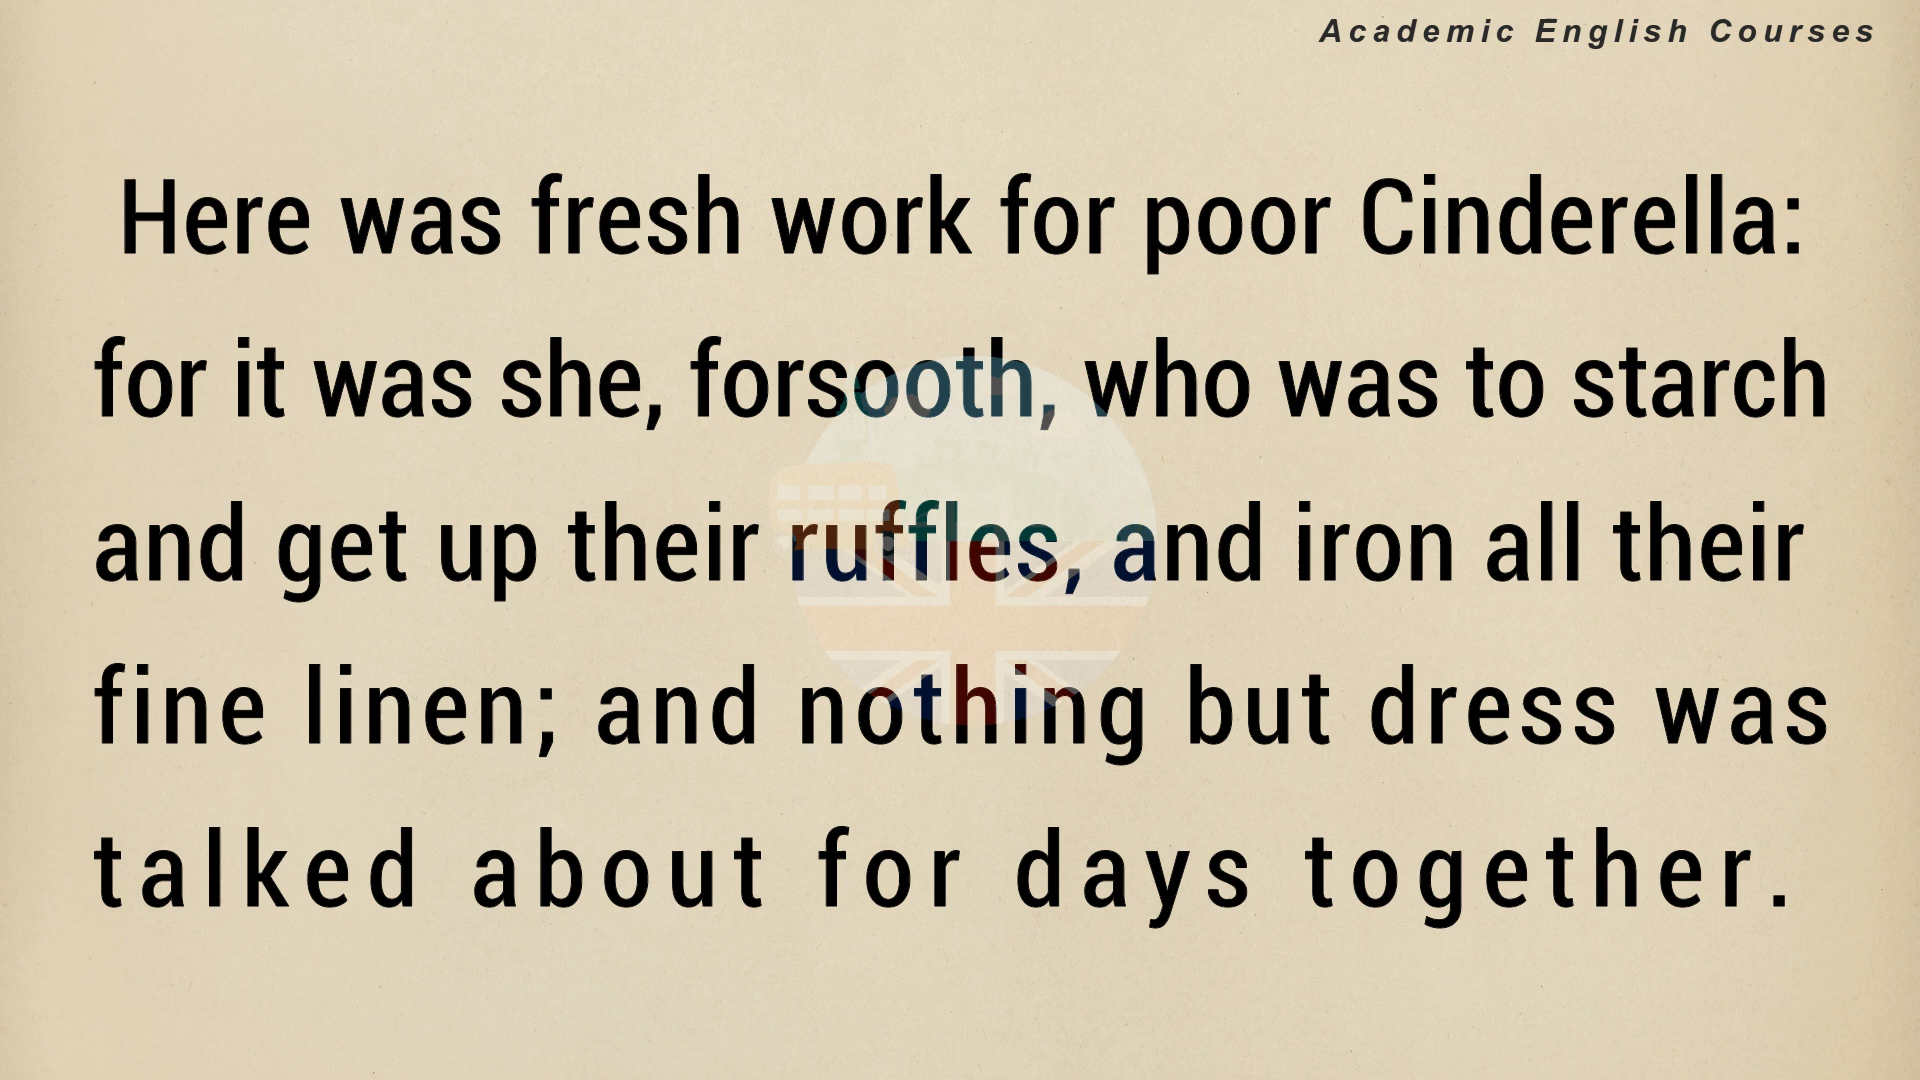 Academic English Courses
Here was fresh work for poor Cinderella:
for it was she, forsooth, who was to starch
and get up their ruffles, and iron all their
fine linen; and nothing but dress was
talked about for days together.